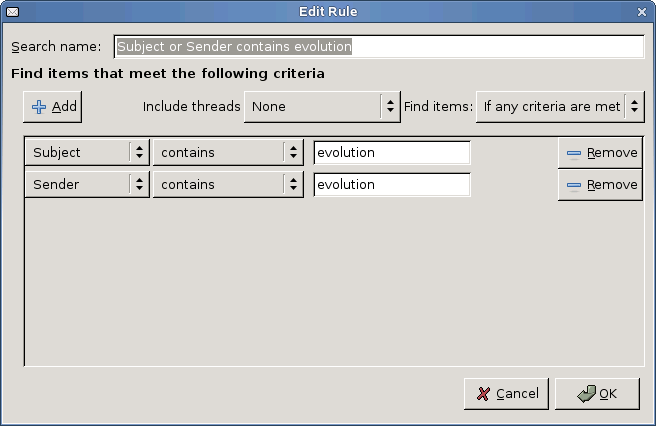 Edit Rule
Search name: Subject or Sender contains evolution
Find items that meet the following criteria
Add Include threads None Find items: If any criteria are met
Subject contains evolution Remove
Sender contains evolution Remove
Cancel OK